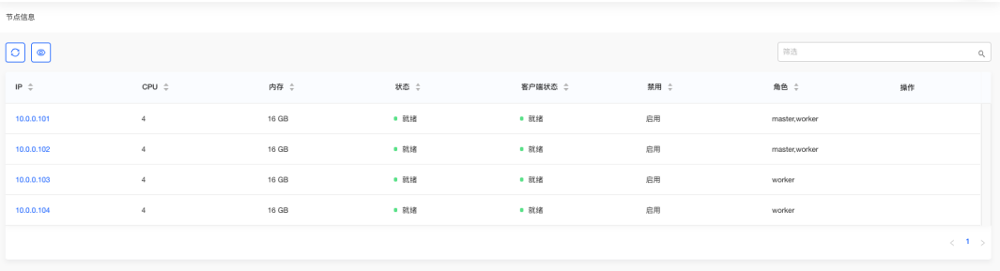 节点信息
筛选
IP CPU 内存 状态 客户端状态 禁用 角色 操作
10.0.0.101 4 16 GB 就绪 就绪 启用 master,worker
10.0.0.102 4 16 GB 就绪 就绪 启用 master,worker
10.0.0.103 4 16 GB 就绪 就绪 启用 worker
10.0.0.104 4 16 GB 就绪 就绪 启用 worker
< 1 >